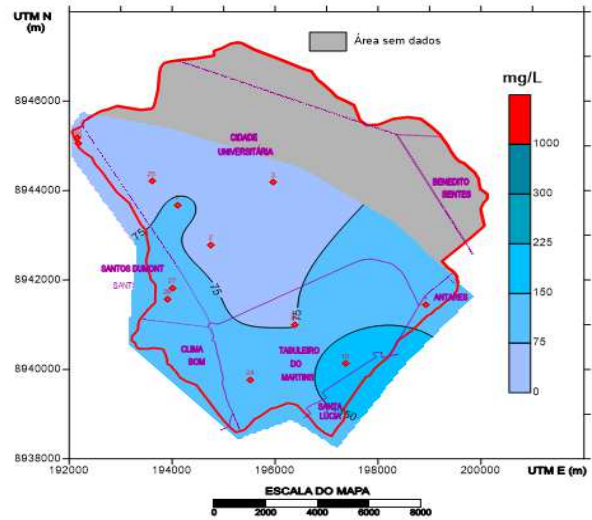 UTM N
(m)
Área sem dados
mg/L
8946000
8944000
8942000
8940000
8938000
192000
194000
196000
198000
200000
UTM E (m)
CIDADE
UNIVERSITÁRIA
BENEDITO
BENTES
SANTOS DUMONT
SANT
ANTARES
CLIMA
BOM
TABULEIRO
DO
MARTINS
SANTA
LÚCIA
75
75
75
1000
300
225
150
75
0
ESCALA DO MAPA
0
2000
4000
6000
8000